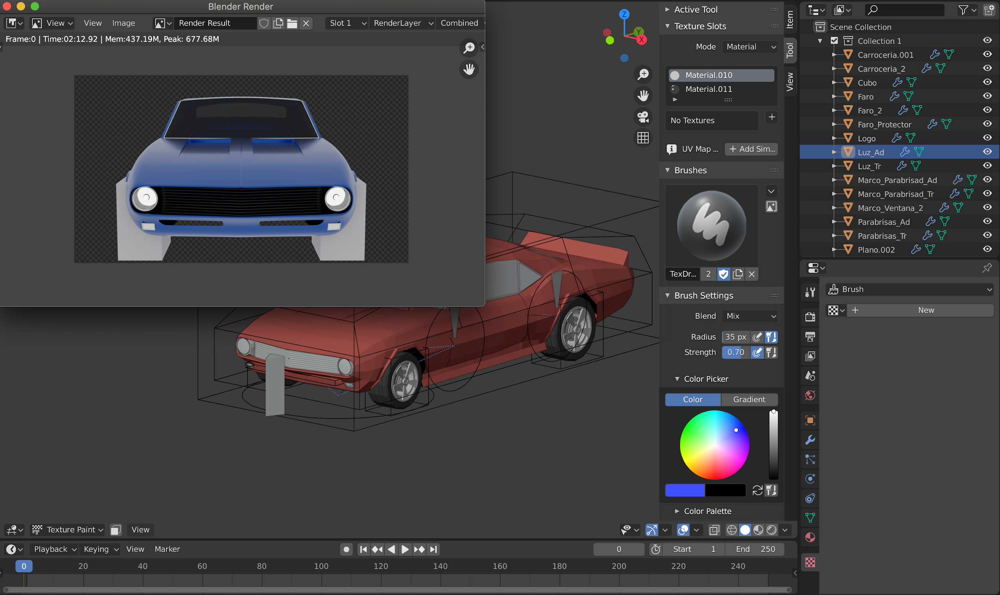 Blender Render
View View Image Render Result Slot 1 RenderLayer Combined
Frame:0 | Time:02:12.92 | Mem:437.19M, Peak: 677.68M
Z
Y
X
Active Tool
Texture Slots
Mode Material
Material.010
Material.011
No Textures
UV Map ... Add Sim...
Brushes
TexDr... 2
Brush Settings
Blend Mix
Radius 35 px
Strength 0.70
Color Picker
Color Gradient
Color Palette
Item
Tool
View
Scene Collection
Collection 1
Carroceria.001
Carroceria_2
Cubo
Faro
Faro_2
Faro_Protector
Logo
Luz_Ad
Luz_Tr
Marco_Parabrisad_Ad
Marco_Parabrisad_Tr
Marco_Ventana_2
Parabrisas_Ad
Parabrisas_Tr
Plano.002
Brush
New
Texture Paint View
Playback Keying View Marker 0 Start 1 End 250
0 20 40 60 80 100 120 140 160 180 200 220 240